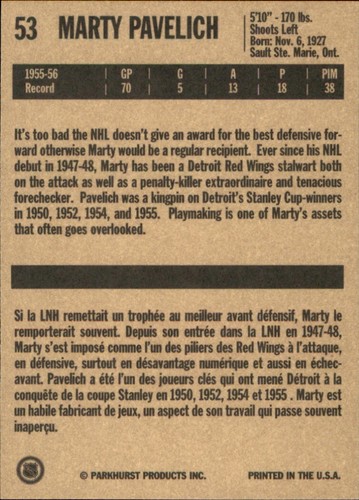 53 MARTY PAVELICH
5'10" - 170 lbs.
Shoots Left
Born: Nov. 6, 1927
Sault Ste. Marie, Ont.
1955-56 GP G A P PIM
Record 70 5 13 18 38
It's too bad the NHL doesn't give an award for the best defensive for-
ward otherwise Marty would be a regular recipient. Ever since his NHL
debut in 1947-48, Marty has been a Detroit Red Wings stalwart both
on the attack as well as a penalty-killer extraordinaire and tenacious
forechecker. Pavelich was a kingpin on Detroit's Stanley Cup-winners
in 1950, 1952, 1954, and 1955. Playmaking is one of Marty's assets
that often goes overlooked.
Si la LNH remettait un trophée au meilleur avant défensif, Marty le
remporterait souvent. Depuis son entrée dans la LNH en 1947-48,
Marty s'est imposé comme l'un des piliers des Red Wings à l'attaque,
en défensive, surtout en désavantage numérique et aussi en échec-
avant. Pavelich a été l'un des joueurs clés qui ont mené Détroit à la
conquête de la coupe Stanley en 1950, 1952, 1954 et 1955 . Marty est
un habile fabricant de jeux, un aspect de son travail qui passe souvent
inaperçu.
NHL © PARKHURST PRODUCTS INC. PRINTED IN THE U.S.A.